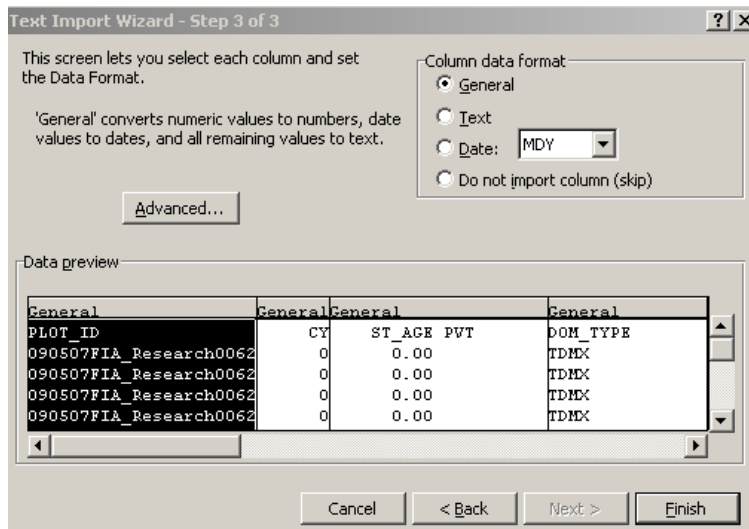 Text Import Wizard - Step 3 of 3
This screen lets you select each column and set
the Data Format.
'General' converts numeric values to numbers, date
values to dates, and all remaining values to text.
Advanced...
Column data format
General
Text
Date: MDY
Do not import column (skip)
Data preview
General General General General
PLOT_ID CY ST_AGE PVT DOM_TYPE
090507FIA_Research0062 0 0.00 TDMX
090507FIA_Research0062 0 0.00 TDMX
090507FIA_Research0062 0 0.00 TDMX
090507FIA_Research0062 0 0.00 TDMX
Cancel < Back Next > Finish